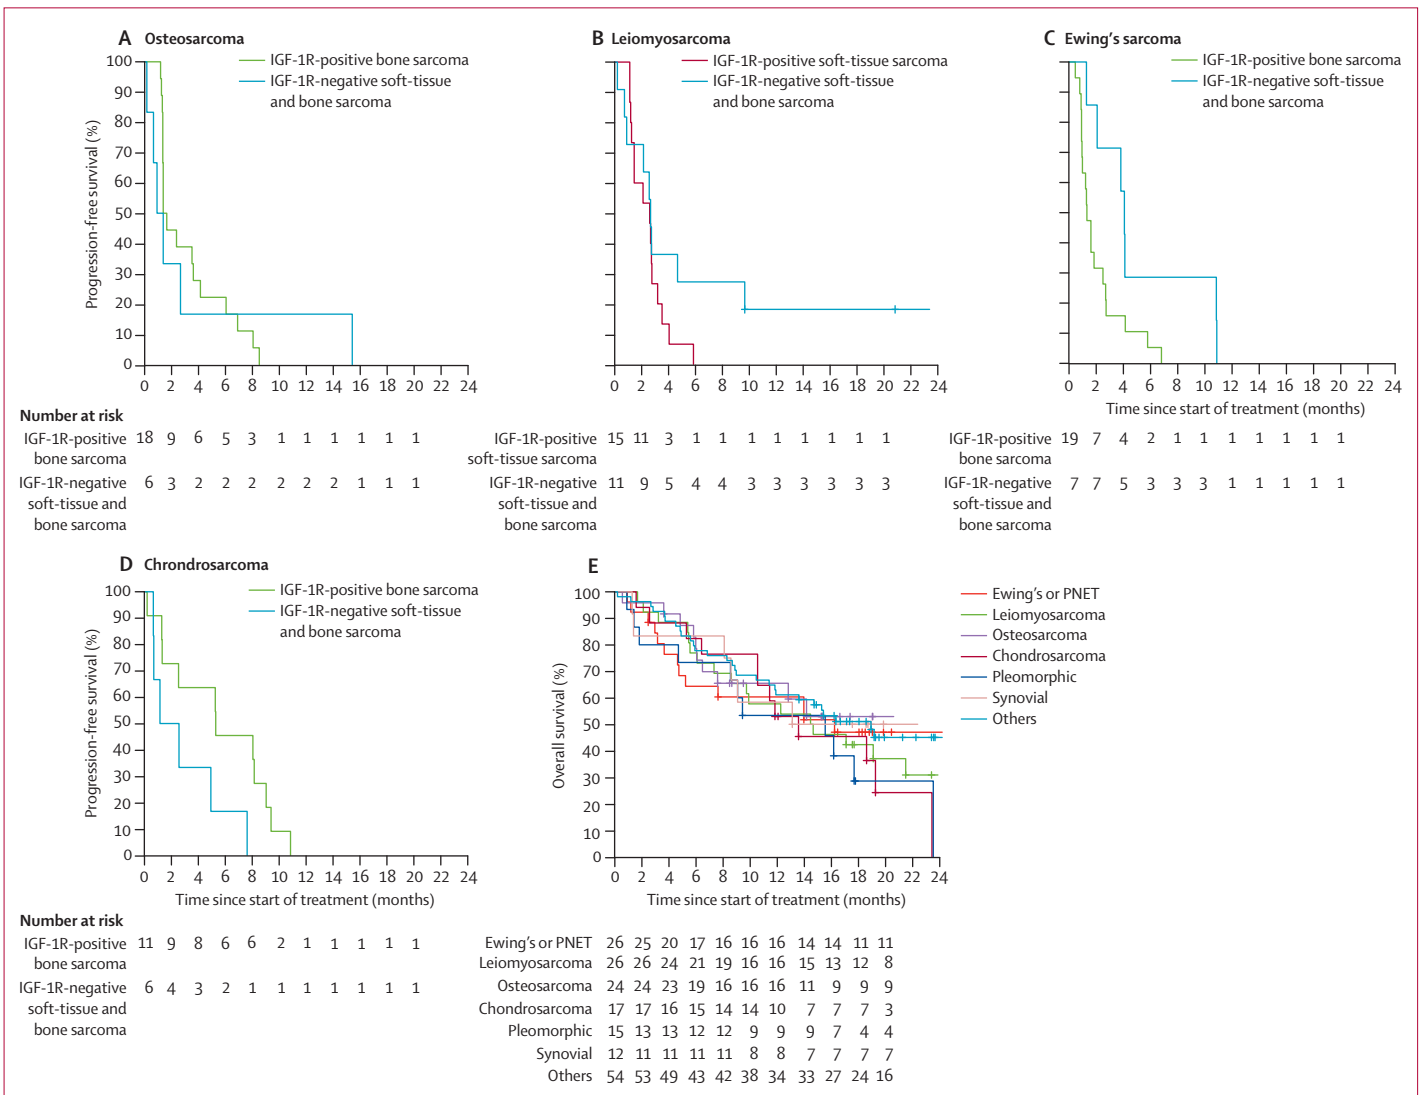 A Osteosarcoma
IGF-1R-positive bone sarcoma
IGF-1R-negative soft-tissue
and bone sarcoma
Progression-free survival (%)
100
90
80
70
60
50
40
30
20
10
0
0 2 4 6 8 10 12 14 16 18 20 22 24
B Leiomyosarcoma
IGF-1R-positive soft-tissue sarcoma
IGF-1R-negative soft-tissue
and bone sarcoma
0 2 4 6 8 10 12 14 16 18 20 22 24
C Ewing's sarcoma
IGF-1R-positive bone sarcoma
IGF-1R-negative soft-tissue
and bone sarcoma
0 2 4 6 8 10 12 14 16 18 20 22 24
Time since start of treatment (months)
Number at risk
IGF-1R-positive 18 9 6 5 3 1 1 1 1 1 1
bone sarcoma
IGF-1R-negative 6 3 2 2 2 2 2 2 1 1 1
soft-tissue and
bone sarcoma
IGF-1R-positive 15 11 3 1 1 1 1 1 1 1 1
soft-tissue sarcoma
IGF-1R-negative 11 9 5 4 4 3 3 3 3 3 3
soft-tissue and
bone sarcoma
IGF-1R-positive 19 7 4 2 1 1 1 1 1 1 1
bone sarcoma
IGF-1R-negative 7 7 5 3 3 3 1 1 1 1 1
soft-tissue and
bone sarcoma
D Chrondrosarcoma
IGF-1R-positive bone sarcoma
IGF-1R-negative soft-tissue
and bone sarcoma
Progression-free survival (%)
100
90
80
70
60
50
40
30
20
10
0
0 2 4 6 8 10 12 14 16 18 20 22 24
Time since start of treatment (months)
Number at risk
IGF-1R-positive 11 9 8 6 6 2 1 1 1 1 1
bone sarcoma
IGF-1R-negative 6 4 3 2 1 1 1 1 1 1 1
soft-tissue and
bone sarcoma
E
Ewing's or PNET
Leiomyosarcoma
Osteosarcoma
Chondrosarcoma
Pleomorphic
Synovial
Others
Overall survival (%)
100
90
80
70
60
50
40
30
20
10
0
0 2 4 6 8 10 12 14 16 18 20 22 24
Time since start of treatment (months)
Ewing's or PNET 26 25 20 17 16 16 16 14 14 11 11
Leiomyosarcoma 26 26 24 21 19 16 16 15 13 12 8
Osteosarcoma 24 24 23 19 16 16 16 11 9 9 9
Chondrosarcoma 17 17 16 15 14 14 10 7 7 7 3
Pleomorphic 15 13 13 12 12 9 9 9 7 4 4
Synovial 12 11 11 11 11 8 8 7 7 7 7
Others 54 53 49 43 42 38 34 33 27 24 16